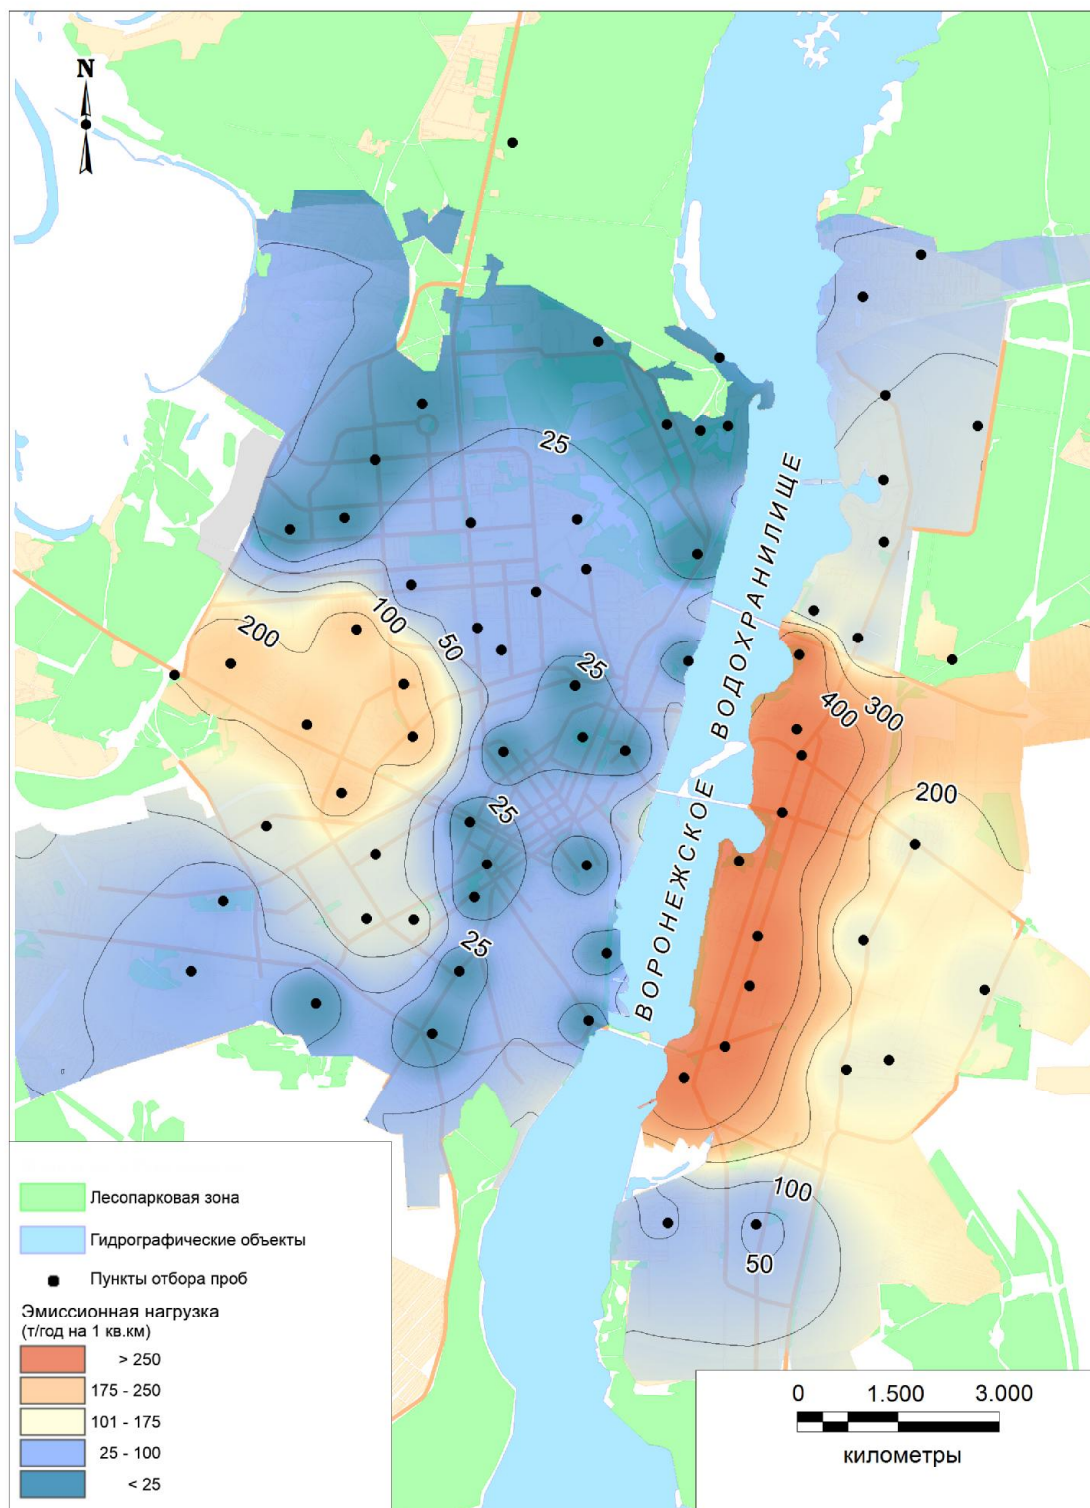 N
25
200
100
50
25
25
25
ВОРОНЕЖСКОЕ ВОДОХРАНИЛИЩЕ
400
300
200
100
50
Лесопарковая зона
Гидрографические объекты
Пункты отбора проб
Эмиссионная нагрузка
(т/год на 1 кв.км)
> 250
175 - 250
101 - 175
25 - 100
< 25
0 1.500 3.000
километры